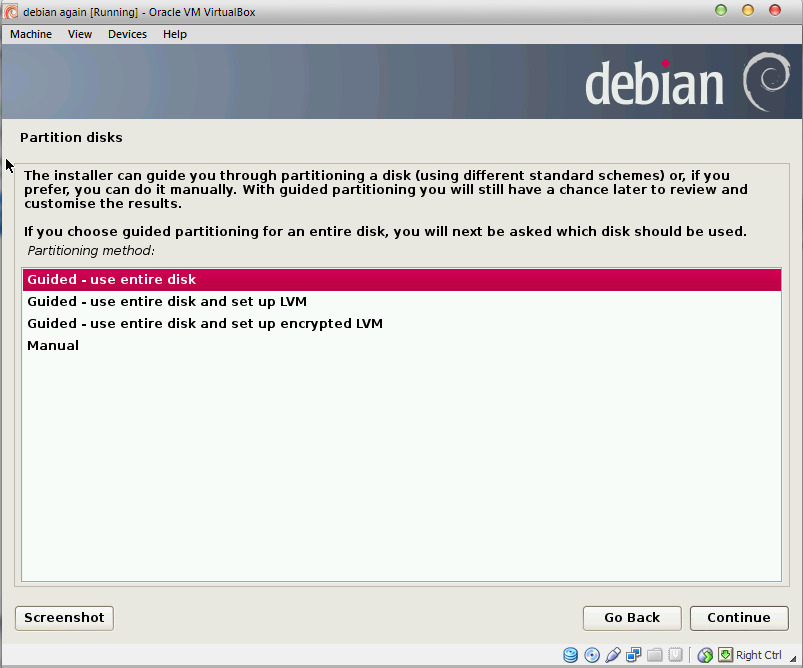 debian again [Running] - Oracle VM VirtualBox
Machine View Devices Help
debian
Partition disks
The installer can guide you through partitioning a disk (using different standard schemes) or, if you
prefer, you can do it manually. With guided partitioning you will still have a chance later to review and
customise the results.
If you choose guided partitioning for an entire disk, you will next be asked which disk should be used.
Partitioning method:
Guided - use entire disk
Guided - use entire disk and set up LVM
Guided - use entire disk and set up encrypted LVM
Manual
Screenshot Go Back Continue
Right Ctrl